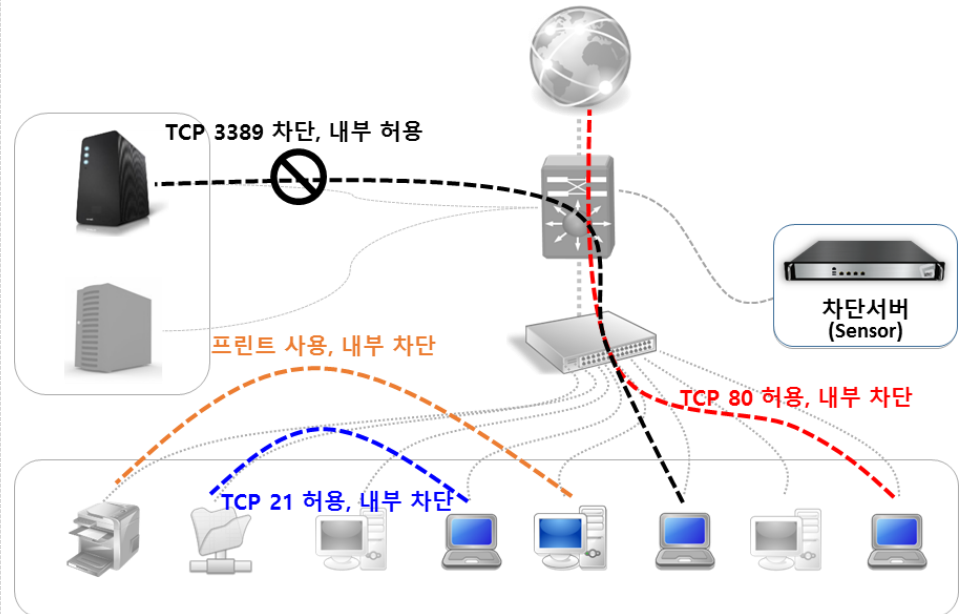 TCP 3389 차단, 내부 허용
차단서버
(Sensor)
프린트 사용, 내부 차단
TCP 80 허용, 내부 차단
TCP 21 허용, 내부 차단